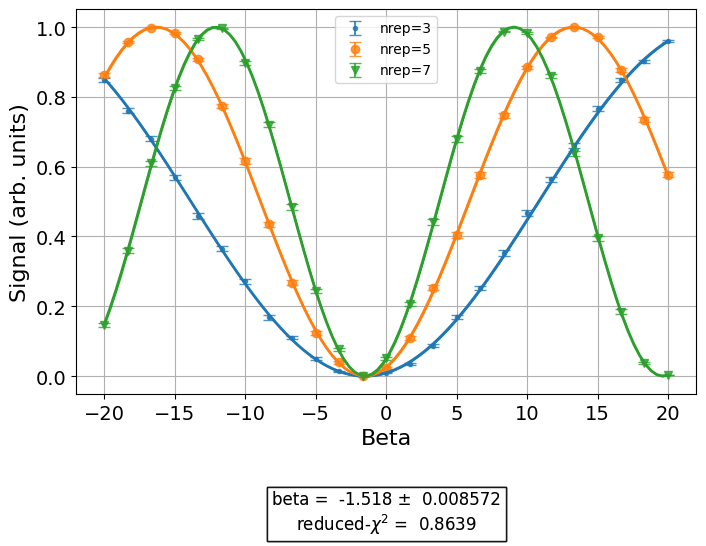 Signal (arb. units)
1.0
0.8
0.6
0.4
0.2
0.0
nrep=3
nrep=5
nrep=7
−20 −15 −10 −5 0 5 10 15 20
Beta
beta = -1.518 ± 0.008572
reduced-χ² = 0.8639